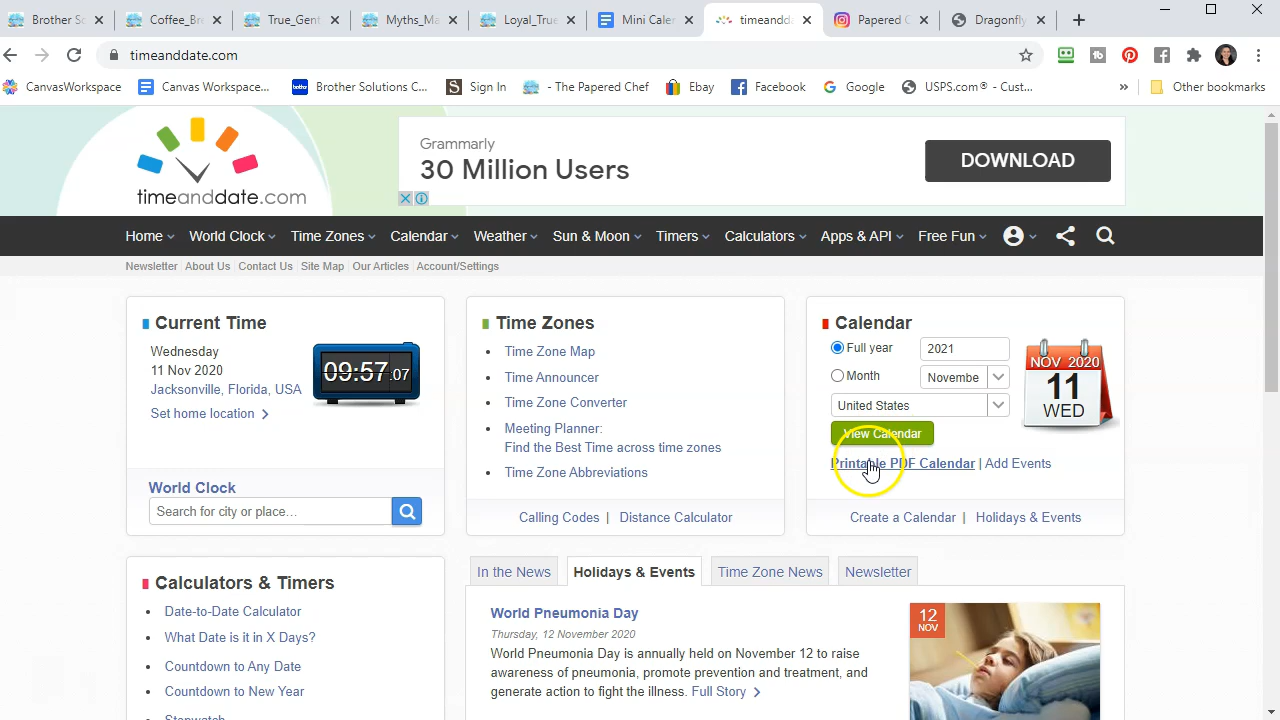 Brother Sc
Coffee_Bre
True_Gent
Myths_Ma
Loyal_True
Mini Caler
timeandda
Papered C
Dragonfly
timeanddate.com
CanvasWorkspace
Canvas Workspace...
Brother Solutions C...
Sign In
- The Papered Chef
Ebay
Facebook
Google
USPS.com® - Cust...
»
Other bookmarks
timeanddate.com
Grammarly
30 Million Users
DOWNLOAD
Home
World Clock
Time Zones
Calendar
Weather
Sun & Moon
Timers
Calculators
Apps & API
Free Fun
Newsletter
About Us
Contact Us
Site Map
Our Articles
Account/Settings
Current Time
Wednesday
11 Nov 2020
Jacksonville, Florida, USA
Set home location
09:57.07
World Clock
Search for city or place...
Time Zones
Time Zone Map
Time Announcer
Time Zone Converter
Meeting Planner:
Find the Best Time across time zones
Time Zone Abbreviations
Calling Codes | Distance Calculator
Calendar
Full year 2021
Month Novembe
United States
View Calendar
Printable PDF Calendar | Add Events
NOV 2020
11
WED
Create a Calendar | Holidays & Events
Calculators & Timers
Date-to-Date Calculator
What Date is it in X Days?
Countdown to Any Date
Countdown to New Year
Stopwatch
In the News
Holidays & Events
Time Zone News
Newsletter
World Pneumonia Day
Thursday, 12 November 2020
World Pneumonia Day is annually held on November 12 to raise
awareness of pneumonia, promote prevention and treatment, and
generate action to fight the illness. Full Story
12
NOV